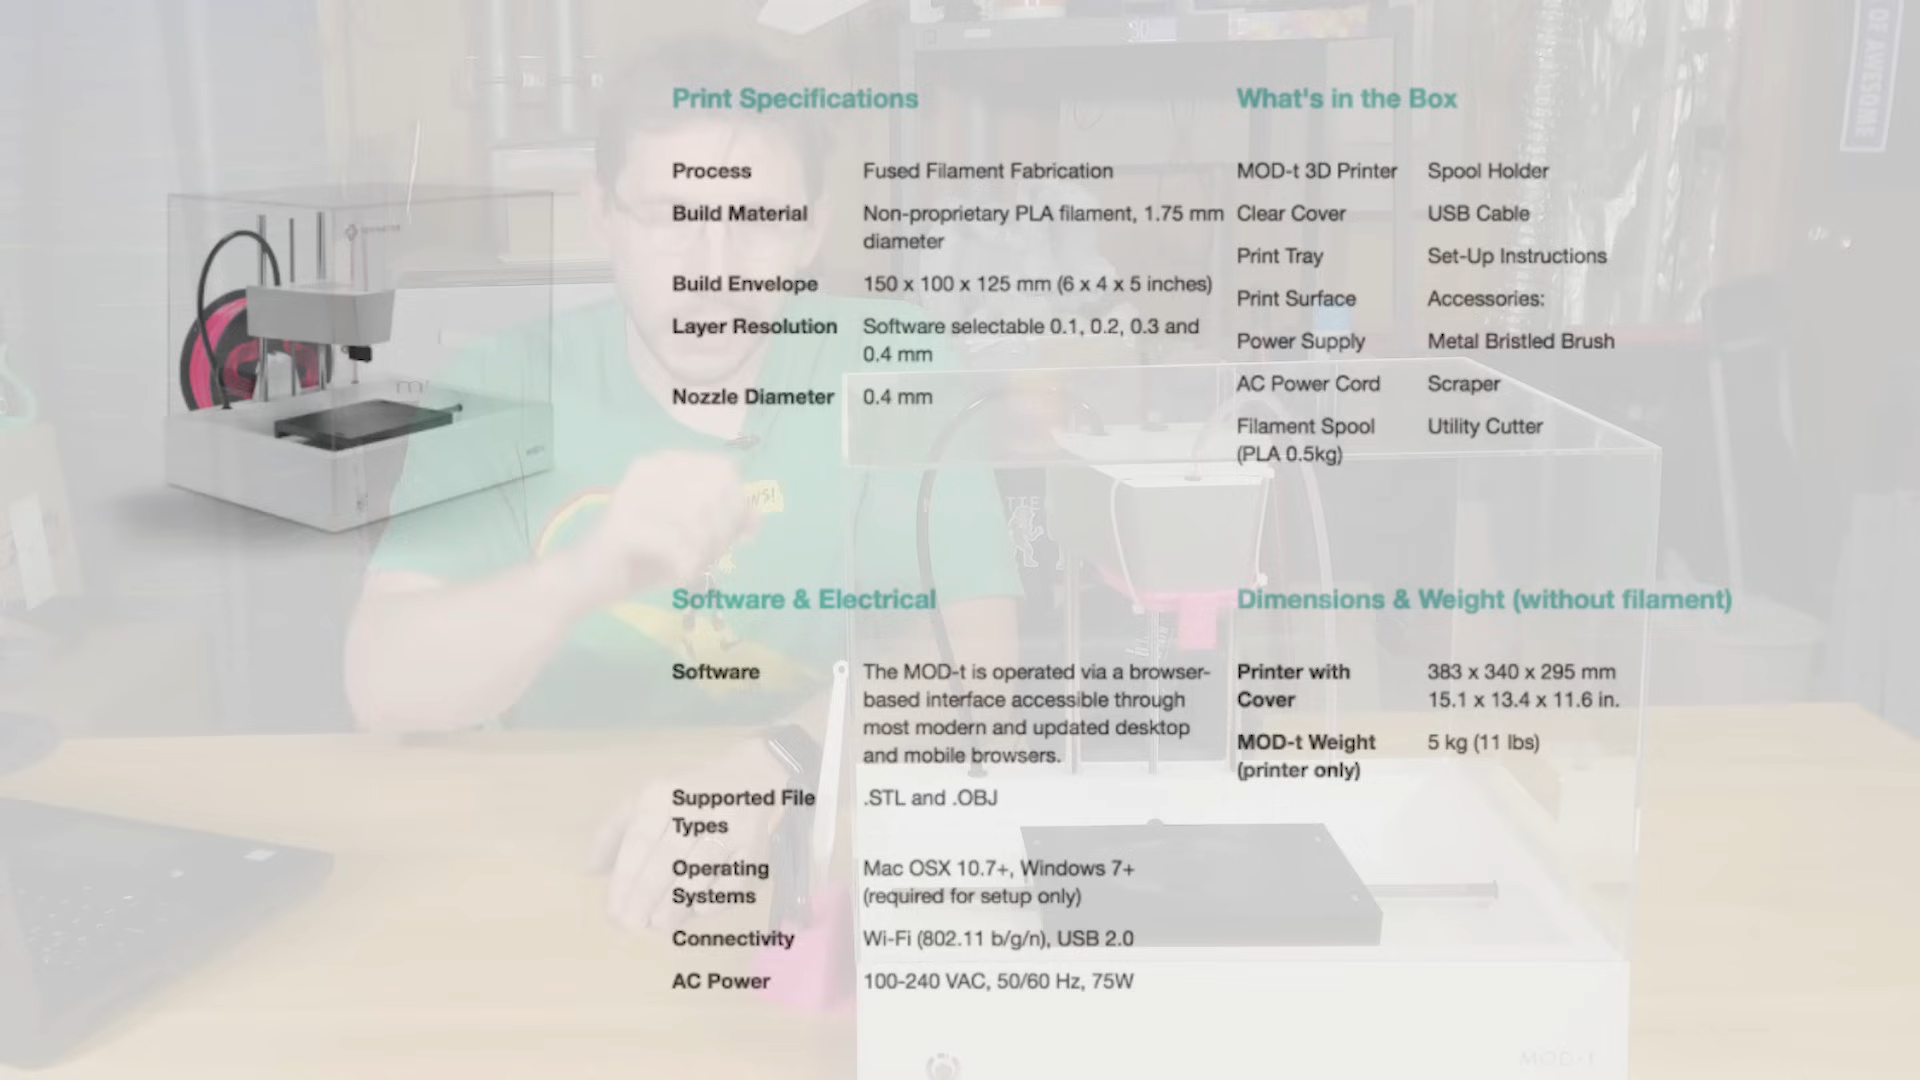 OF AWESOME
Print Specifications
Process
Fused Filament Fabrication
Build Material
Non-proprietary PLA filament, 1.75 mm
diameter
Build Envelope
150 x 100 x 125 mm (6 x 4 x 5 inches)
Layer Resolution
Software selectable 0.1, 0.2, 0.3 and
0.4 mm
Nozzle Diameter
0.4 mm
What's in the Box
MOD-t 3D Printer
Spool Holder
Clear Cover
USB Cable
Print Tray
Set-Up Instructions
Print Surface
Accessories:
Power Supply
Metal Bristled Brush
AC Power Cord
Scraper
Filament Spool
(PLA 0.5kg)
Utility Cutter
Software & Electrical
Software
The MOD-t is operated via a browser-
based interface accessible through
most modern and updated desktop
and mobile browsers.
Supported File
Types
.STL and .OBJ
Operating
Systems
Mac OSX 10.7+, Windows 7+
(required for setup only)
Connectivity
Wi-Fi (802.11 b/g/n), USB 2.0
AC Power
100-240 VAC, 50/60 Hz, 75W
Dimensions & Weight (without filament)
Printer with
Cover
383 x 340 x 295 mm
15.1 x 13.4 x 11.6 in.
MOD-t Weight
(printer only)
5 kg (11 lbs)
MOD-t